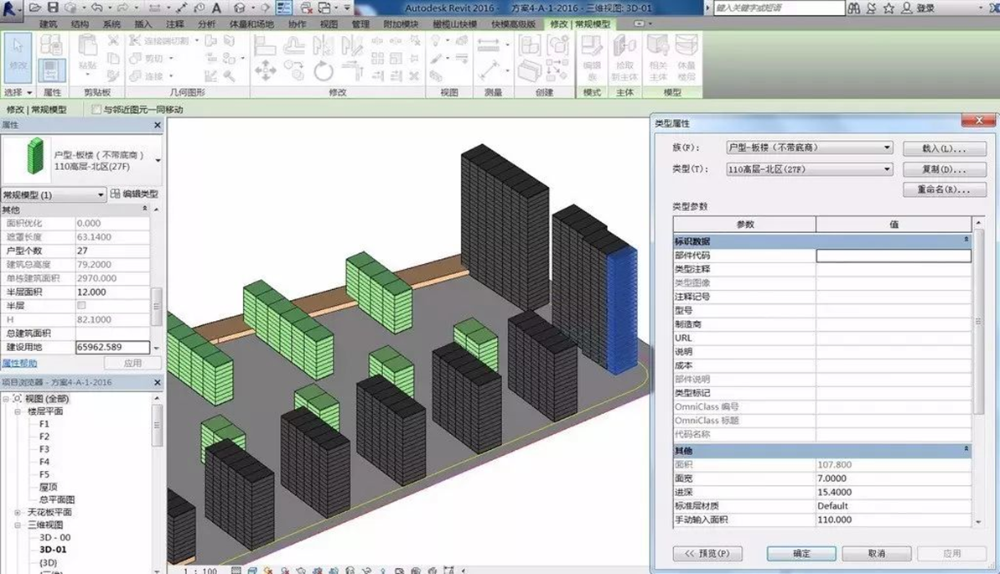 Autodesk Revit 2016 - 方案4-A-1-2016 - 三维视图: 3D-01
键入关键字或短语
登录
建筑 结构 系统 插入 注释 分析 体量和场地 协作 视图 管理 附加模块 橄榄山快模 快模高级版 修改 | 常规模型
修改 粘贴 连接端切割 剪切 连接 编辑族 拾取新主体 相关主体 体量楼层
选择 属性 剪贴板 几何图形 修改 视图 测量 创建 模式 主体 模型
修改 | 常规模型 与邻近图元一同移动
属性
户型-板楼（不带底商）
110高层-北区(27F)
常规模型 (1) 编辑类型
其他
面积优化 0.000
遮罩长度 63.1400
户型个数 27
建筑总高度 79.2000
单栋建筑面积 2970.000
半层面积 12.000
半层
H 82.1000
总建筑面积
建设用地 65962.589
属性帮助 应用
项目浏览器 - 方案4-A-1-2016
视图 (全部)
楼层平面
F1
F2
F3
F4
F5
屋顶
总平面图
天花板平面
三维视图
3D - 00
3D-01
{3D}
1 : 100
类型属性
族(F): 户型-板楼（不带底商） 载入(L)...
类型(T): 110高层-北区(27F) 复制(D)...
重命名(R)...
类型参数
参数 值
标识数据
部件代码
类型注释
类型图像
注释记号
型号
制造商
URL
说明
成本
部件说明
类型标记
OmniClass 编号
OmniClass 标题
代码名称
其他
面积 107.800
面宽 7.0000
进深 15.4000
标准层材质 Default
手动输入面积 110.000
<< 预览(P) 确定 取消 应用